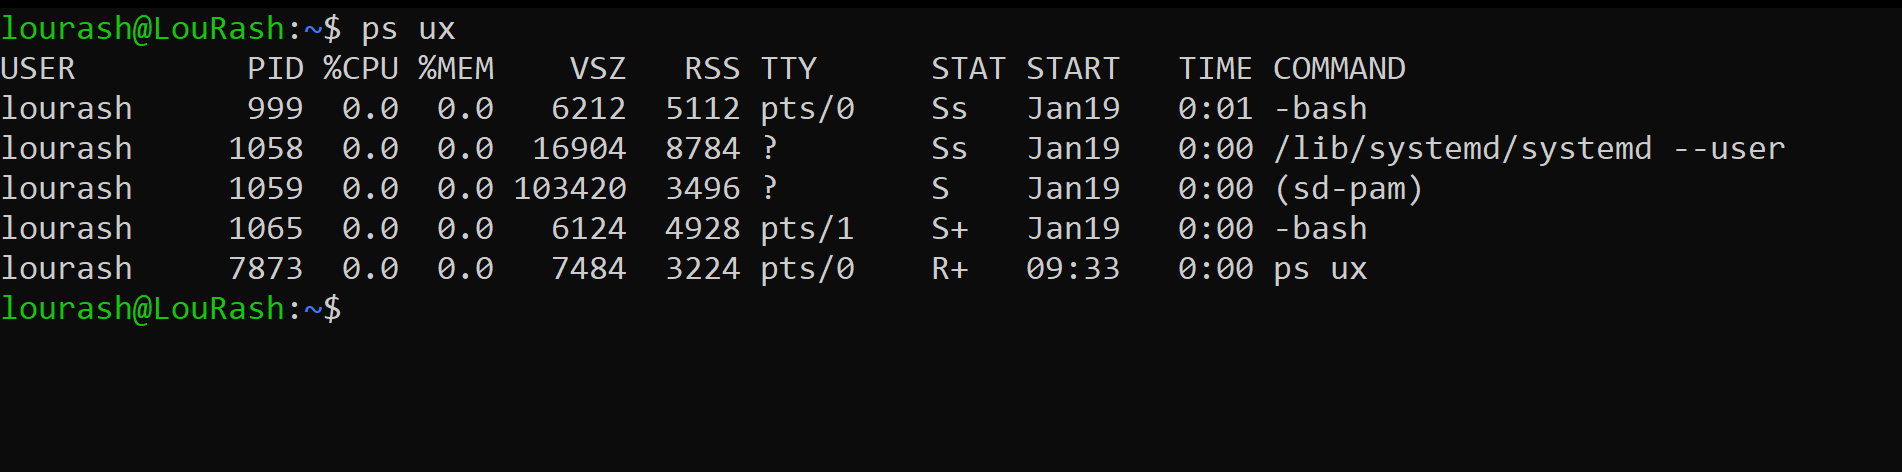 lourash@LouRash:~$ ps ux
USER         PID %CPU %MEM    VSZ   RSS TTY      STAT START   TIME COMMAND
lourash      999  0.0  0.0   6212  5112 pts/0    Ss   Jan19   0:01 -bash
lourash     1058  0.0  0.0  16904  8784 ?        Ss   Jan19   0:00 /lib/systemd/systemd --user
lourash     1059  0.0  0.0 103420  3496 ?        S    Jan19   0:00 (sd-pam)
lourash     1065  0.0  0.0   6124  4928 pts/1    S+   Jan19   0:00 -bash
lourash     7873  0.0  0.0   7484  3224 pts/0    R+   09:33   0:00 ps ux
lourash@LouRash:~$